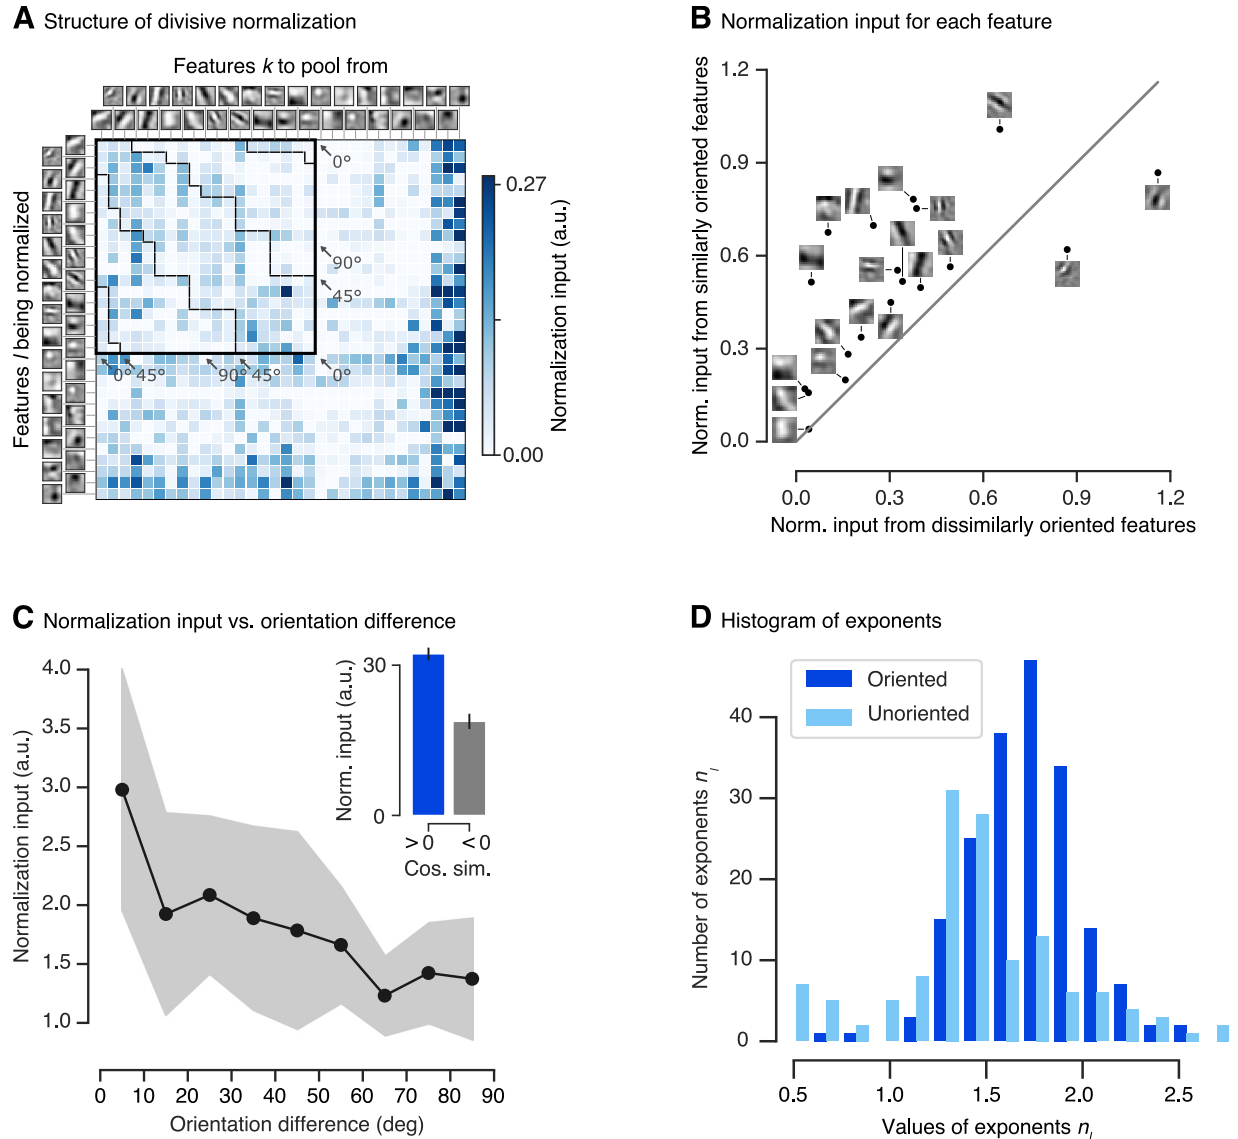 A Structure of divisive normalization
Features k to pool from
Features l being normalized
0°
90°
45°
0° 45° 90° 45° 0°
0.27
0.00
Normalization input (a.u.)
B Normalization input for each feature
Norm. input from similarly oriented features
1.2
0.9
0.6
0.3
0.0
0.0 0.3 0.6 0.9 1.2
Norm. input from dissimilarly oriented features
C Normalization input vs. orientation difference
Normalization input (a.u.)
4.0
3.5
3.0
2.5
2.0
1.5
1.0
0 10 20 30 40 50 60 70 80 90
Orientation difference (deg)
Norm. input (a.u.)
30
0
> 0 < 0
Cos. sim.
D Histogram of exponents
Oriented
Unoriented
Number of exponents n_l
40
30
20
10
0
0.5 1.0 1.5 2.0 2.5
Values of exponents n_l